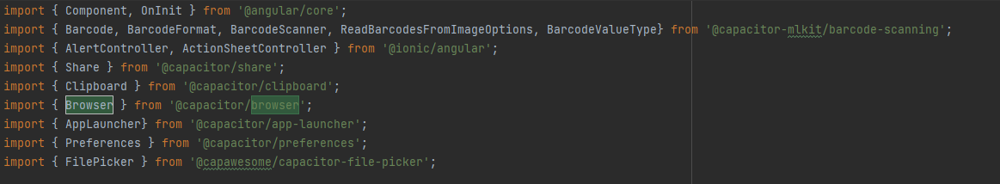 import { Component, OnInit } from '@angular/core';
import { Barcode, BarcodeFormat, BarcodeScanner, ReadBarcodesFromImageOptions, BarcodeValueType} from '@capacitor-mlkit/barcode-scanning';
import { AlertController, ActionSheetController } from '@ionic/angular';
import { Share } from '@capacitor/share';
import { Clipboard } from '@capacitor/clipboard';
import { Browser } from '@capacitor/browser';
import { AppLauncher} from '@capacitor/app-launcher';
import { Preferences } from '@capacitor/preferences';
import { FilePicker } from '@capawesome/capacitor-file-picker';